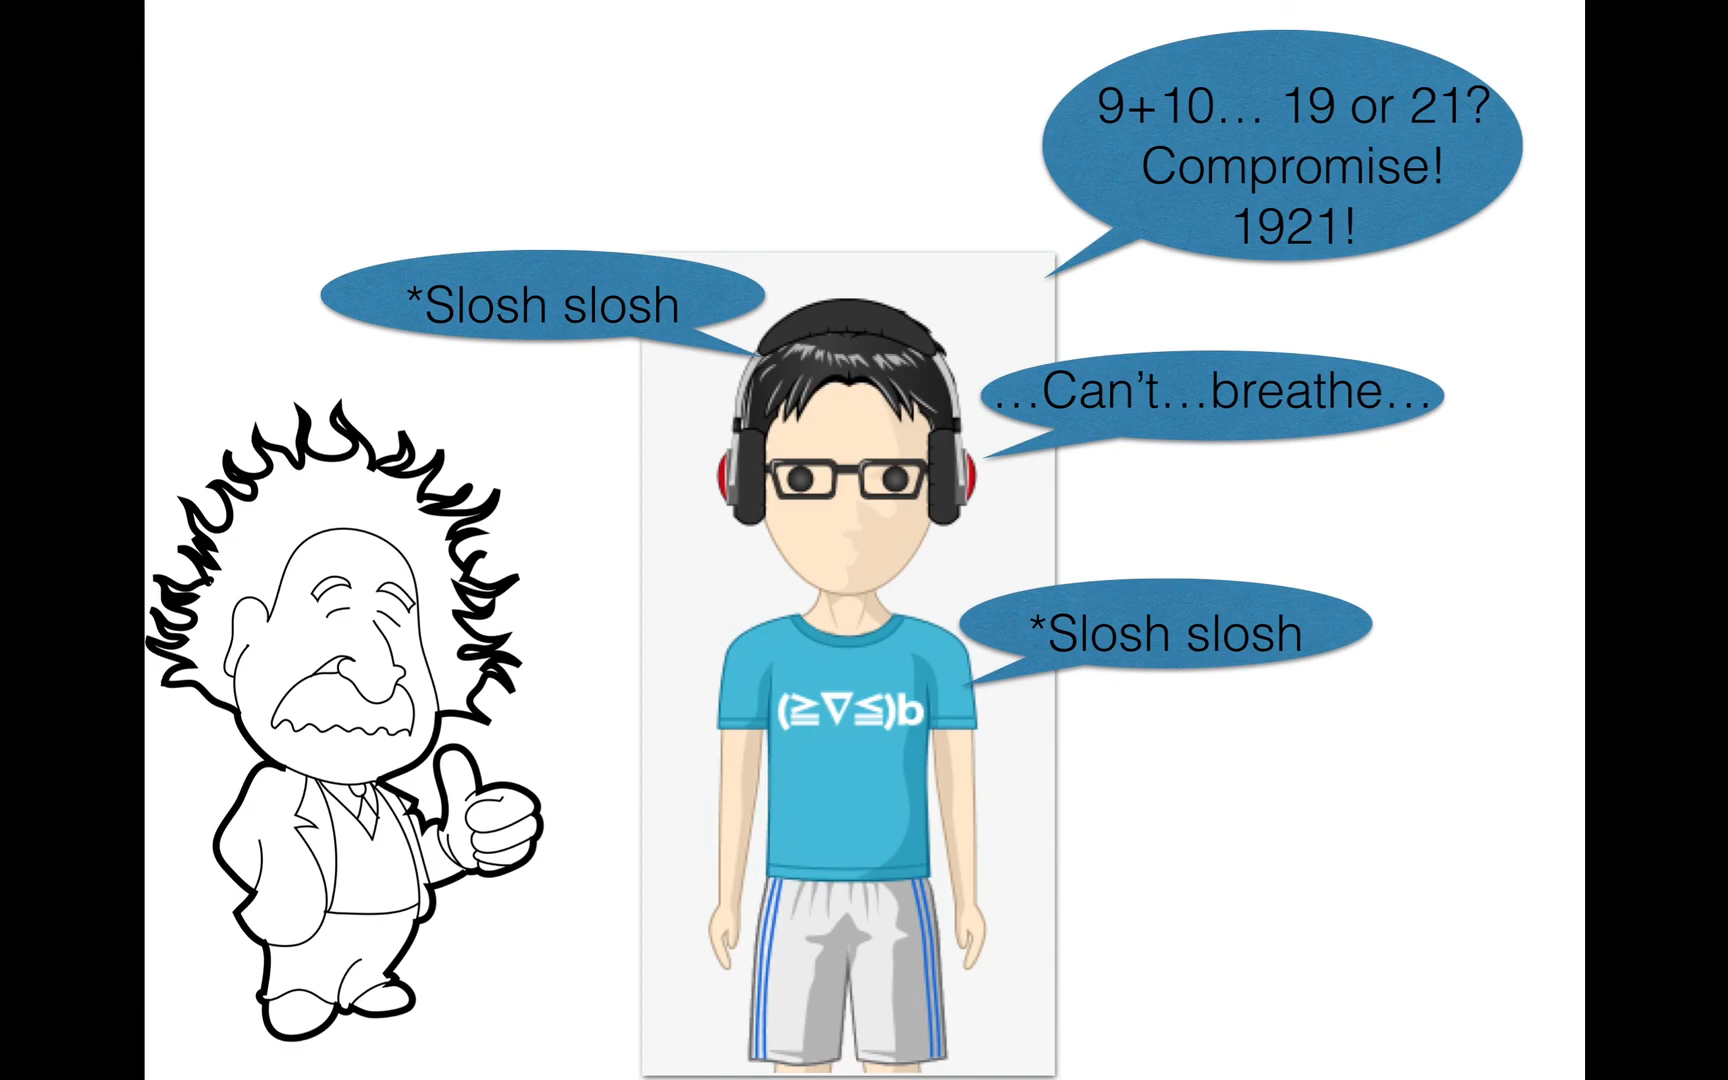 9+10… 19 or 21?
Compromise!
1921!
*Slosh slosh
…Can’t…breathe…
*Slosh slosh
(≧∇≦)b